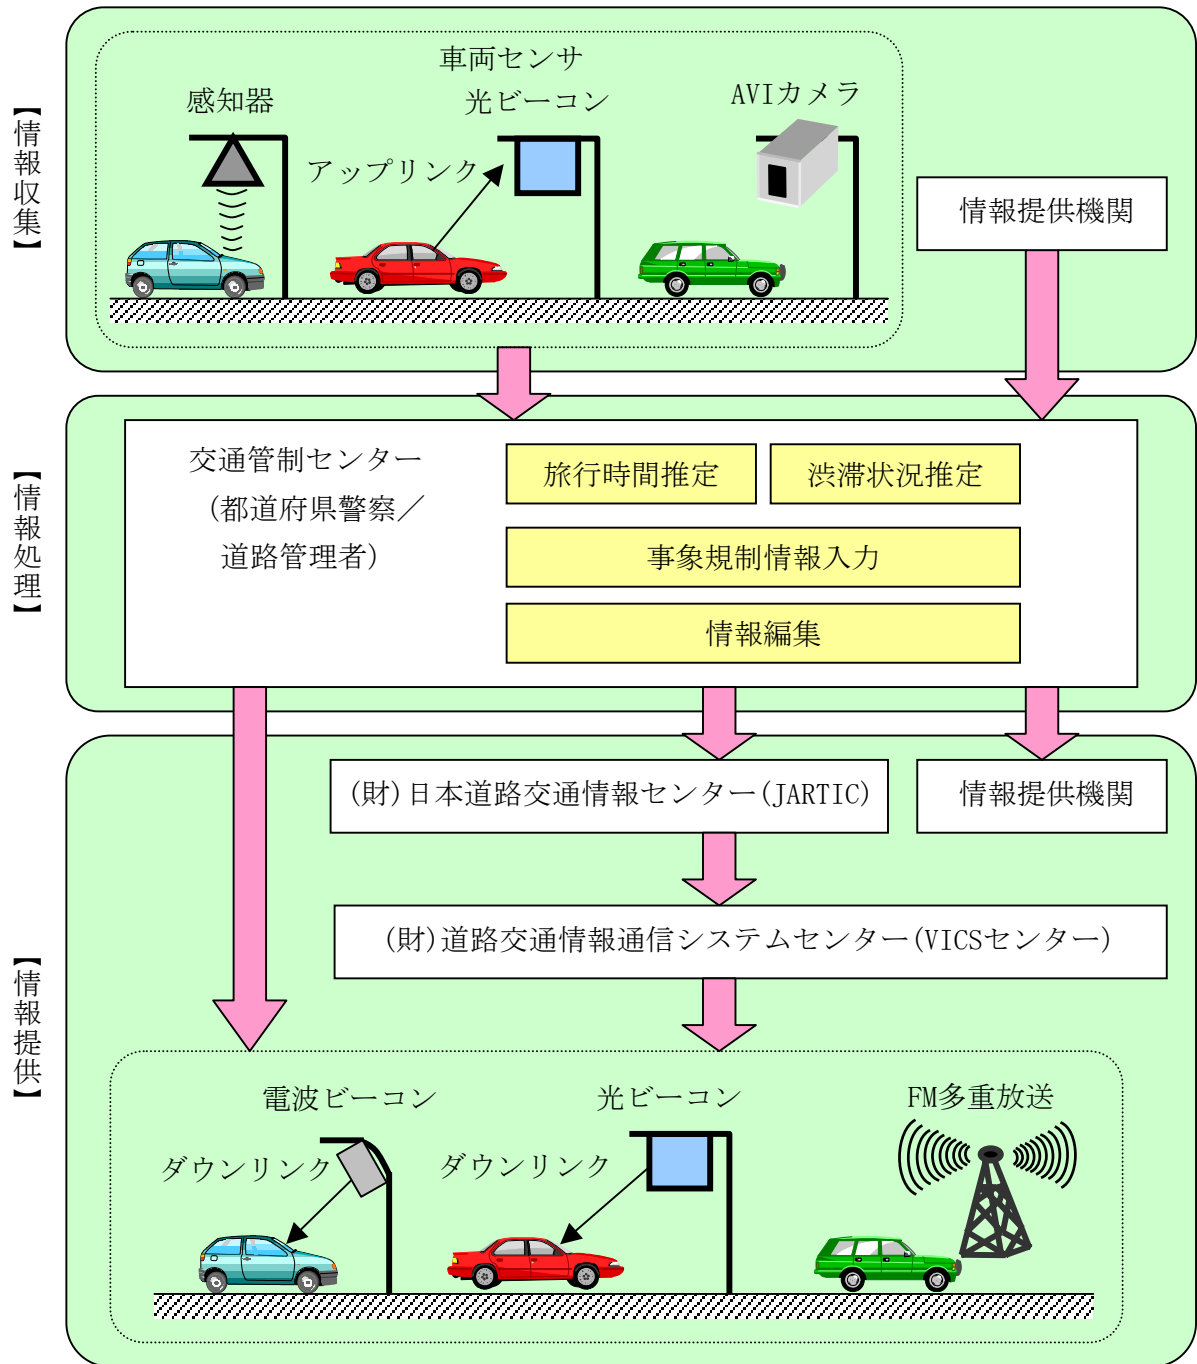 【情報収集】
車両センサ
感知器
光ビーコン
AVIカメラ
アップリンク
情報提供機関
【情報処理】
交通管制センター
(都道府県警察／
道路管理者)
旅行時間推定
渋滞状況推定
事象規制情報入力
情報編集
【情報提供】
(財)日本道路交通情報センター(JARTIC)
情報提供機関
(財)道路交通情報通信システムセンター(VICSセンター)
電波ビーコン
光ビーコン
FM多重放送
ダウンリンク
ダウンリンク